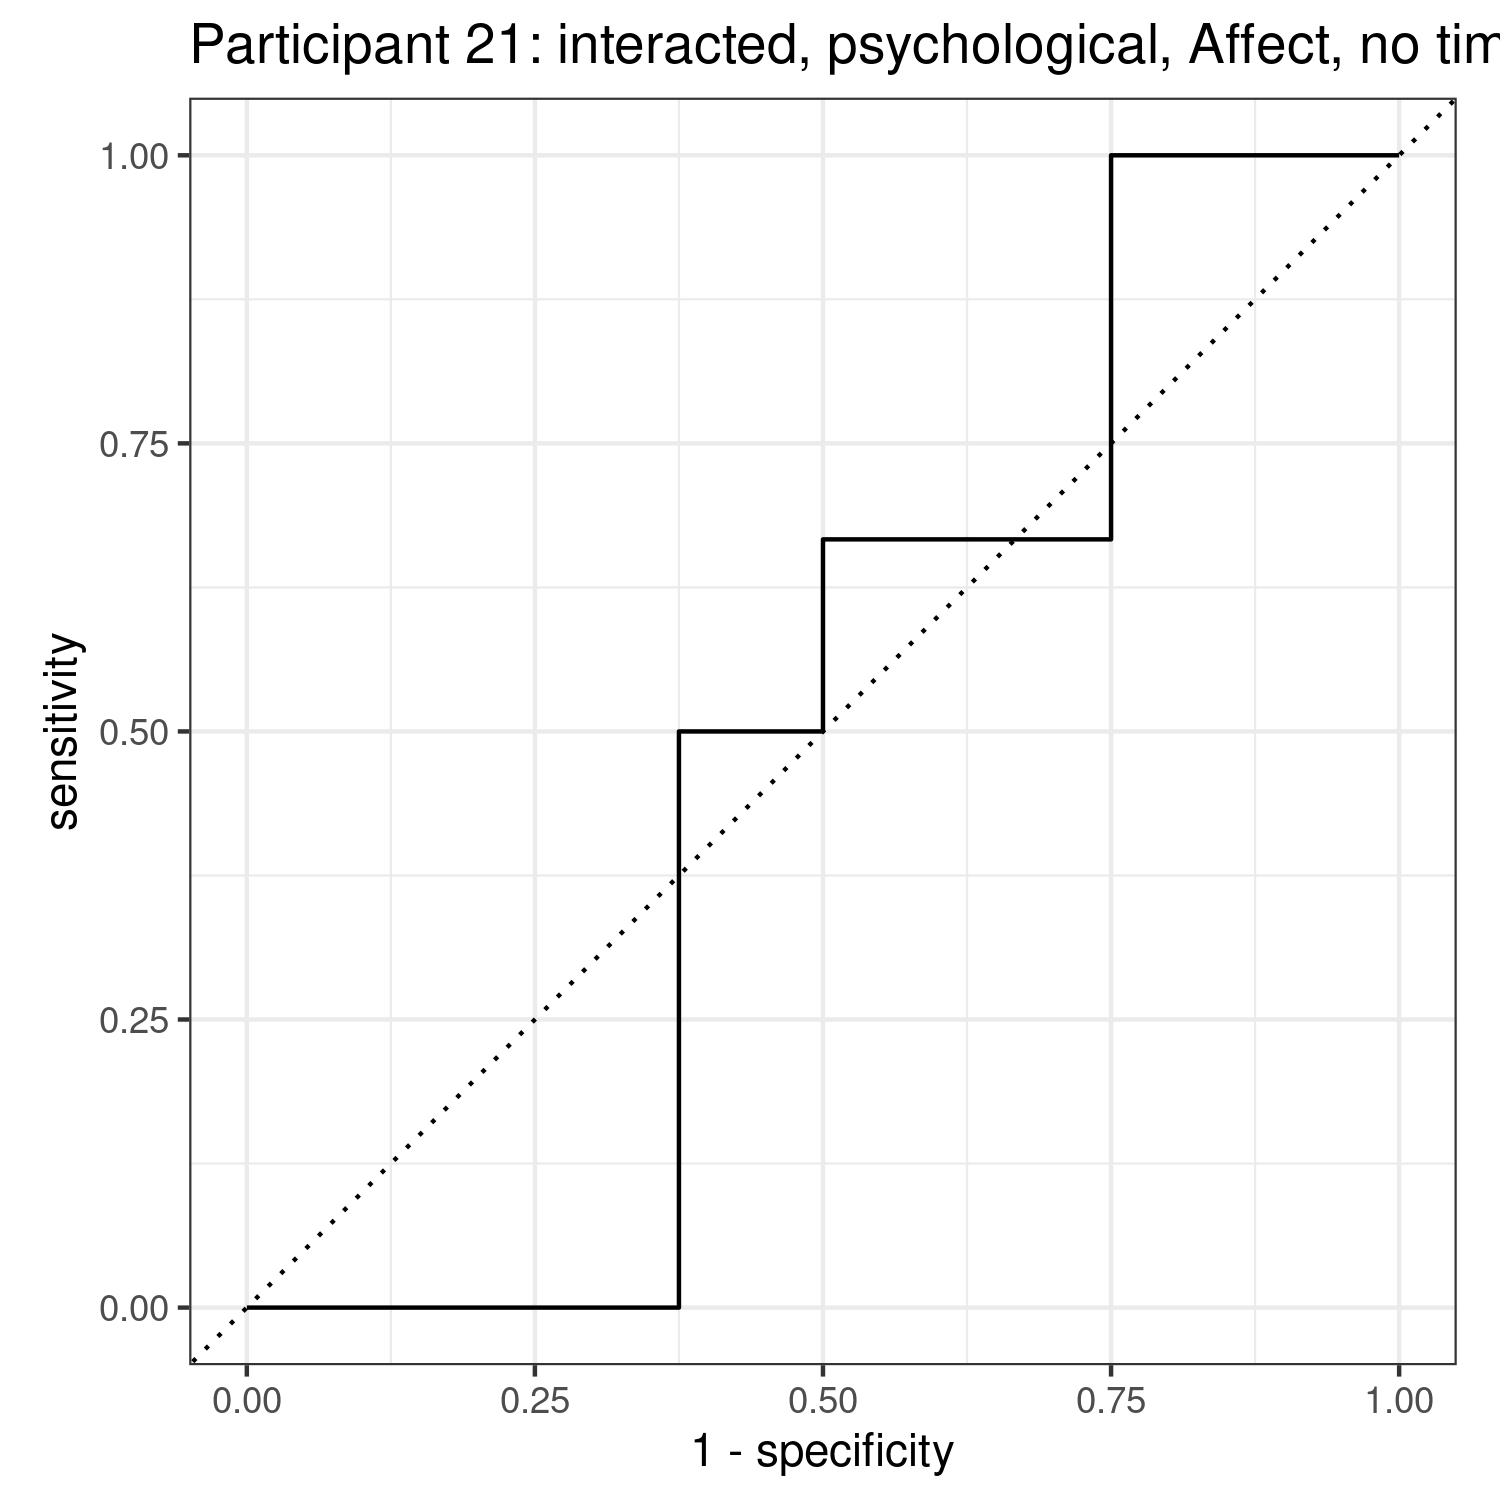 Participant 21: interacted, psychological, Affect, no
1.00
0.75
0.50
0.25
0.00
sensitivity
0.00 0.25 0.50 0.75 1.00
1 - specificity